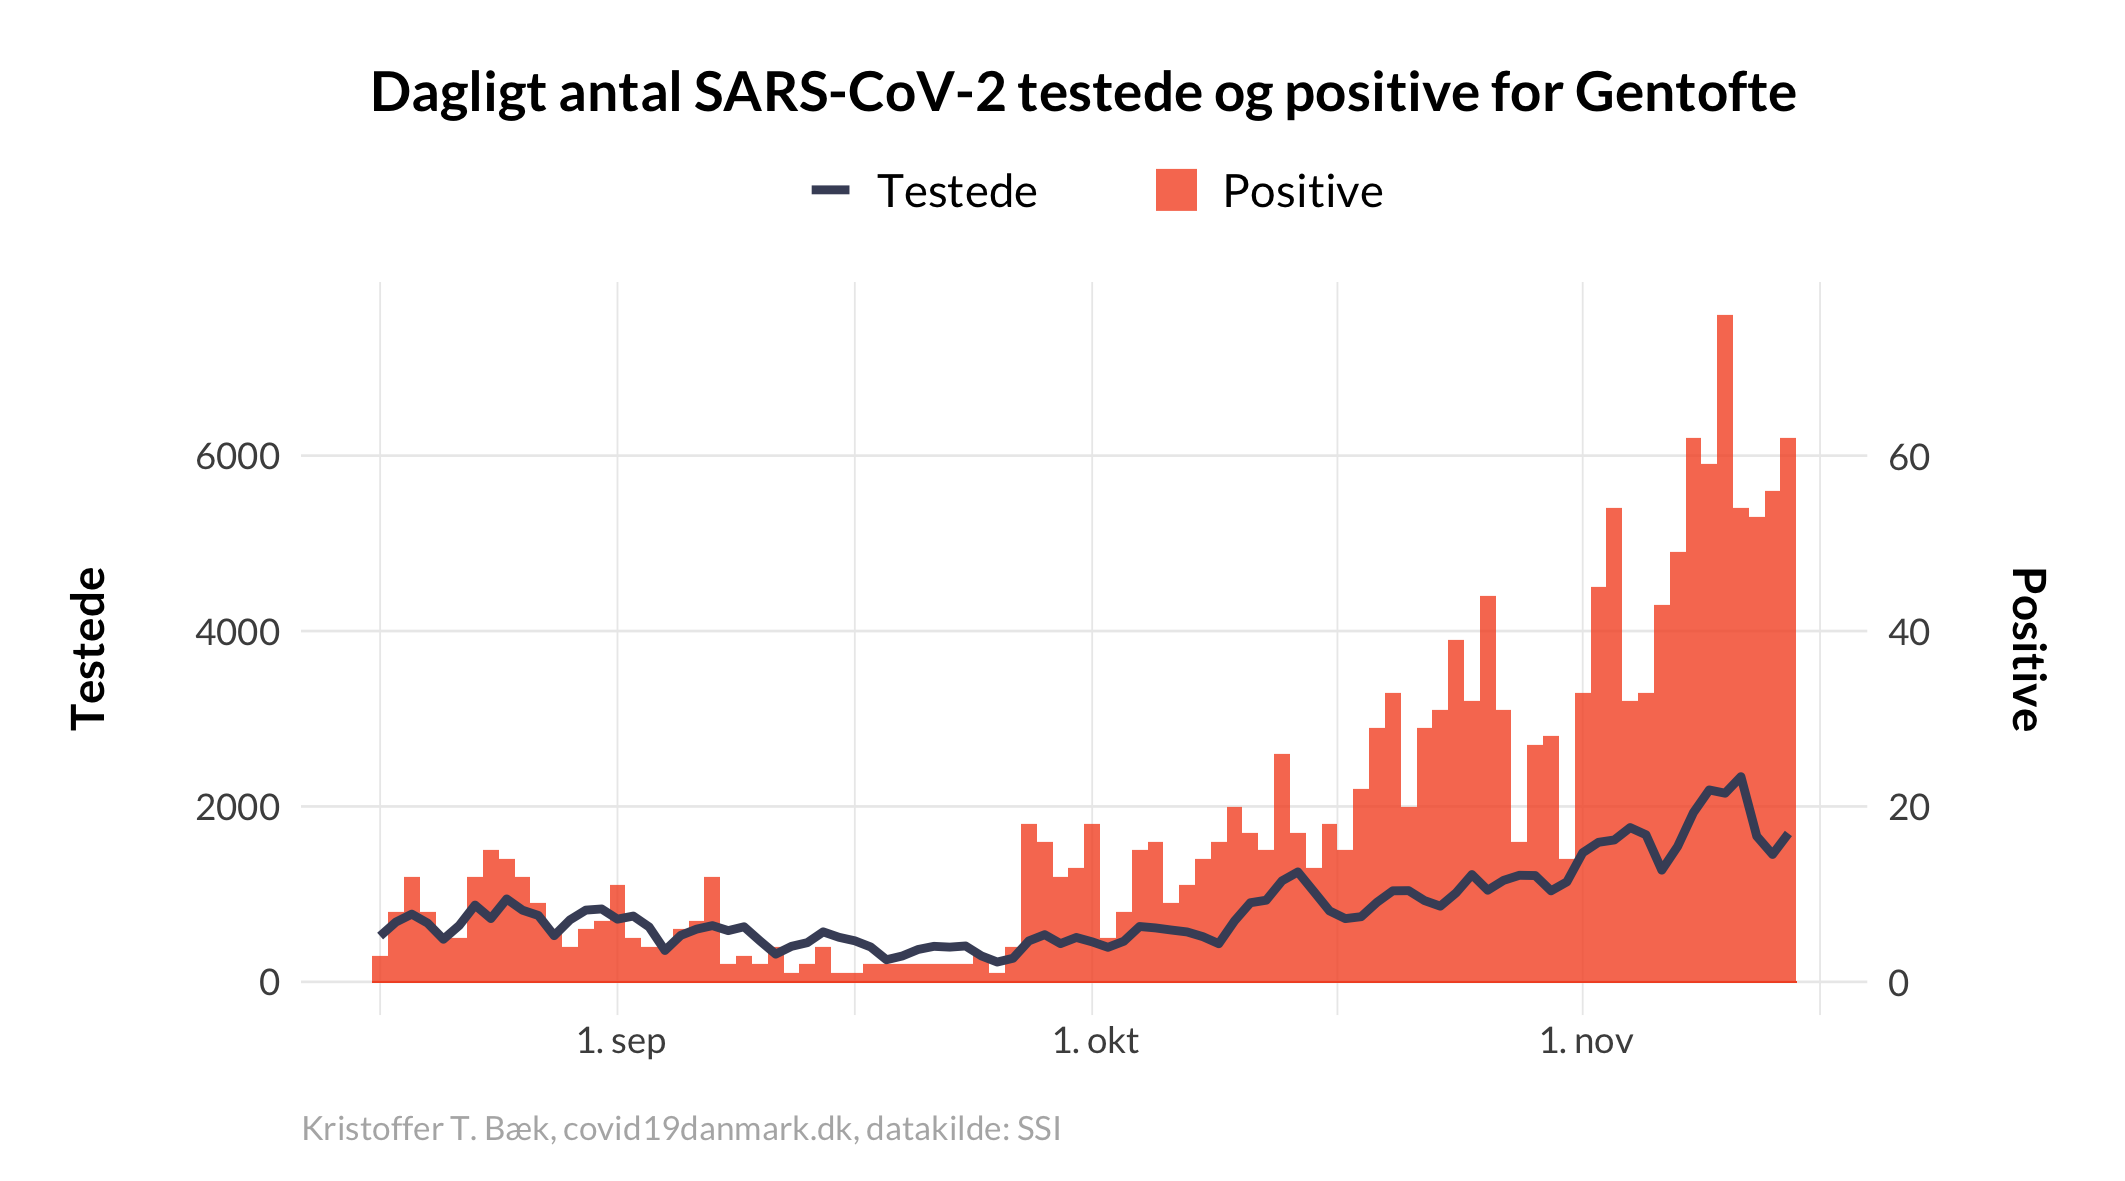 Dagligt antal SARS-CoV-2 testede og positive for Gentofte
Testede
Positive
6000
4000
2000
0
Testede
60
40
20
0
Positive
1. sep
1. okt
1. nov
Kristoffer T. Bæk, covid19danmark.dk, datakilde: SSI